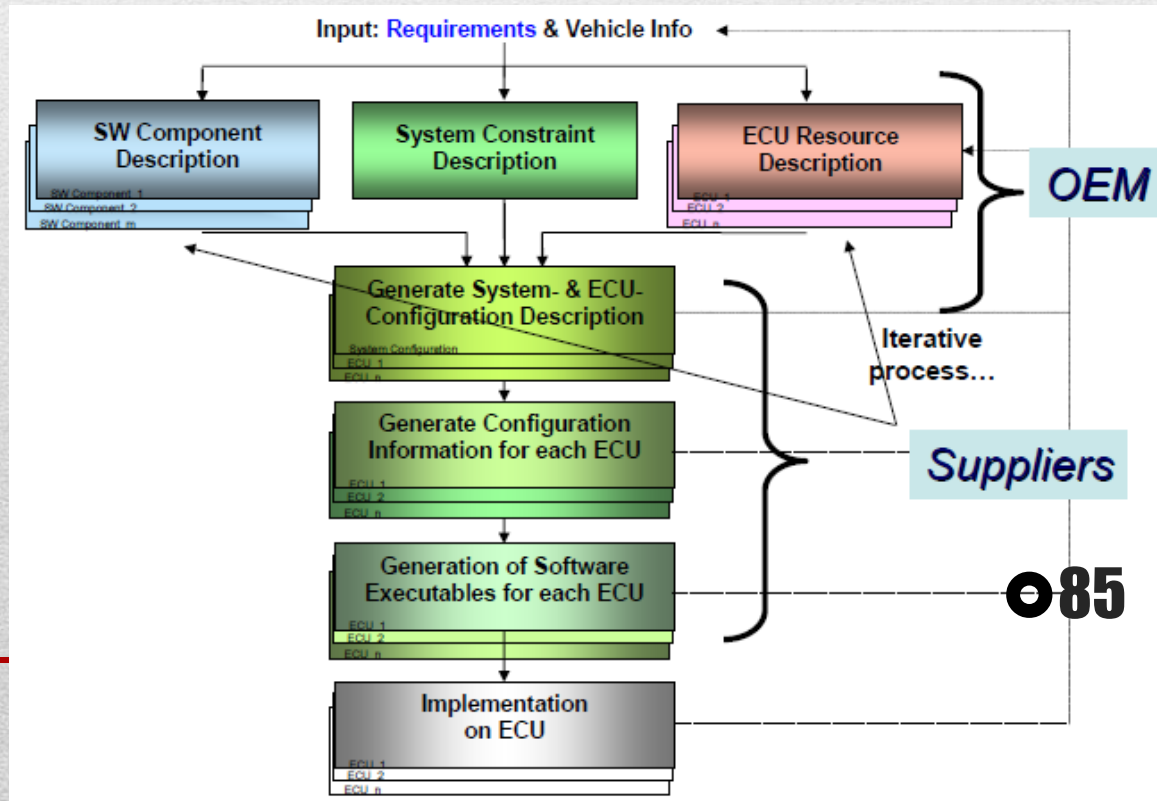 Input: Requirements & Vehicle Info
SW Component
Description
SW Component 1
SW Component 2
SW Component m
System Constraint
Description
ECU Resource
Description
ECU 1
ECU 2
ECU n
OEM
Generate System- & ECU-
Configuration Description
System Configuration
ECU 1
ECU n
Iterative
process...
Generate Configuration
Information for each ECU
ECU 1
ECU 2
ECU n
Suppliers
Generation of Software
Executables for each ECU
ECU 1
ECU 2
ECU n
85
Implementation
on ECU
ECU 1
ECU 2
ECU n